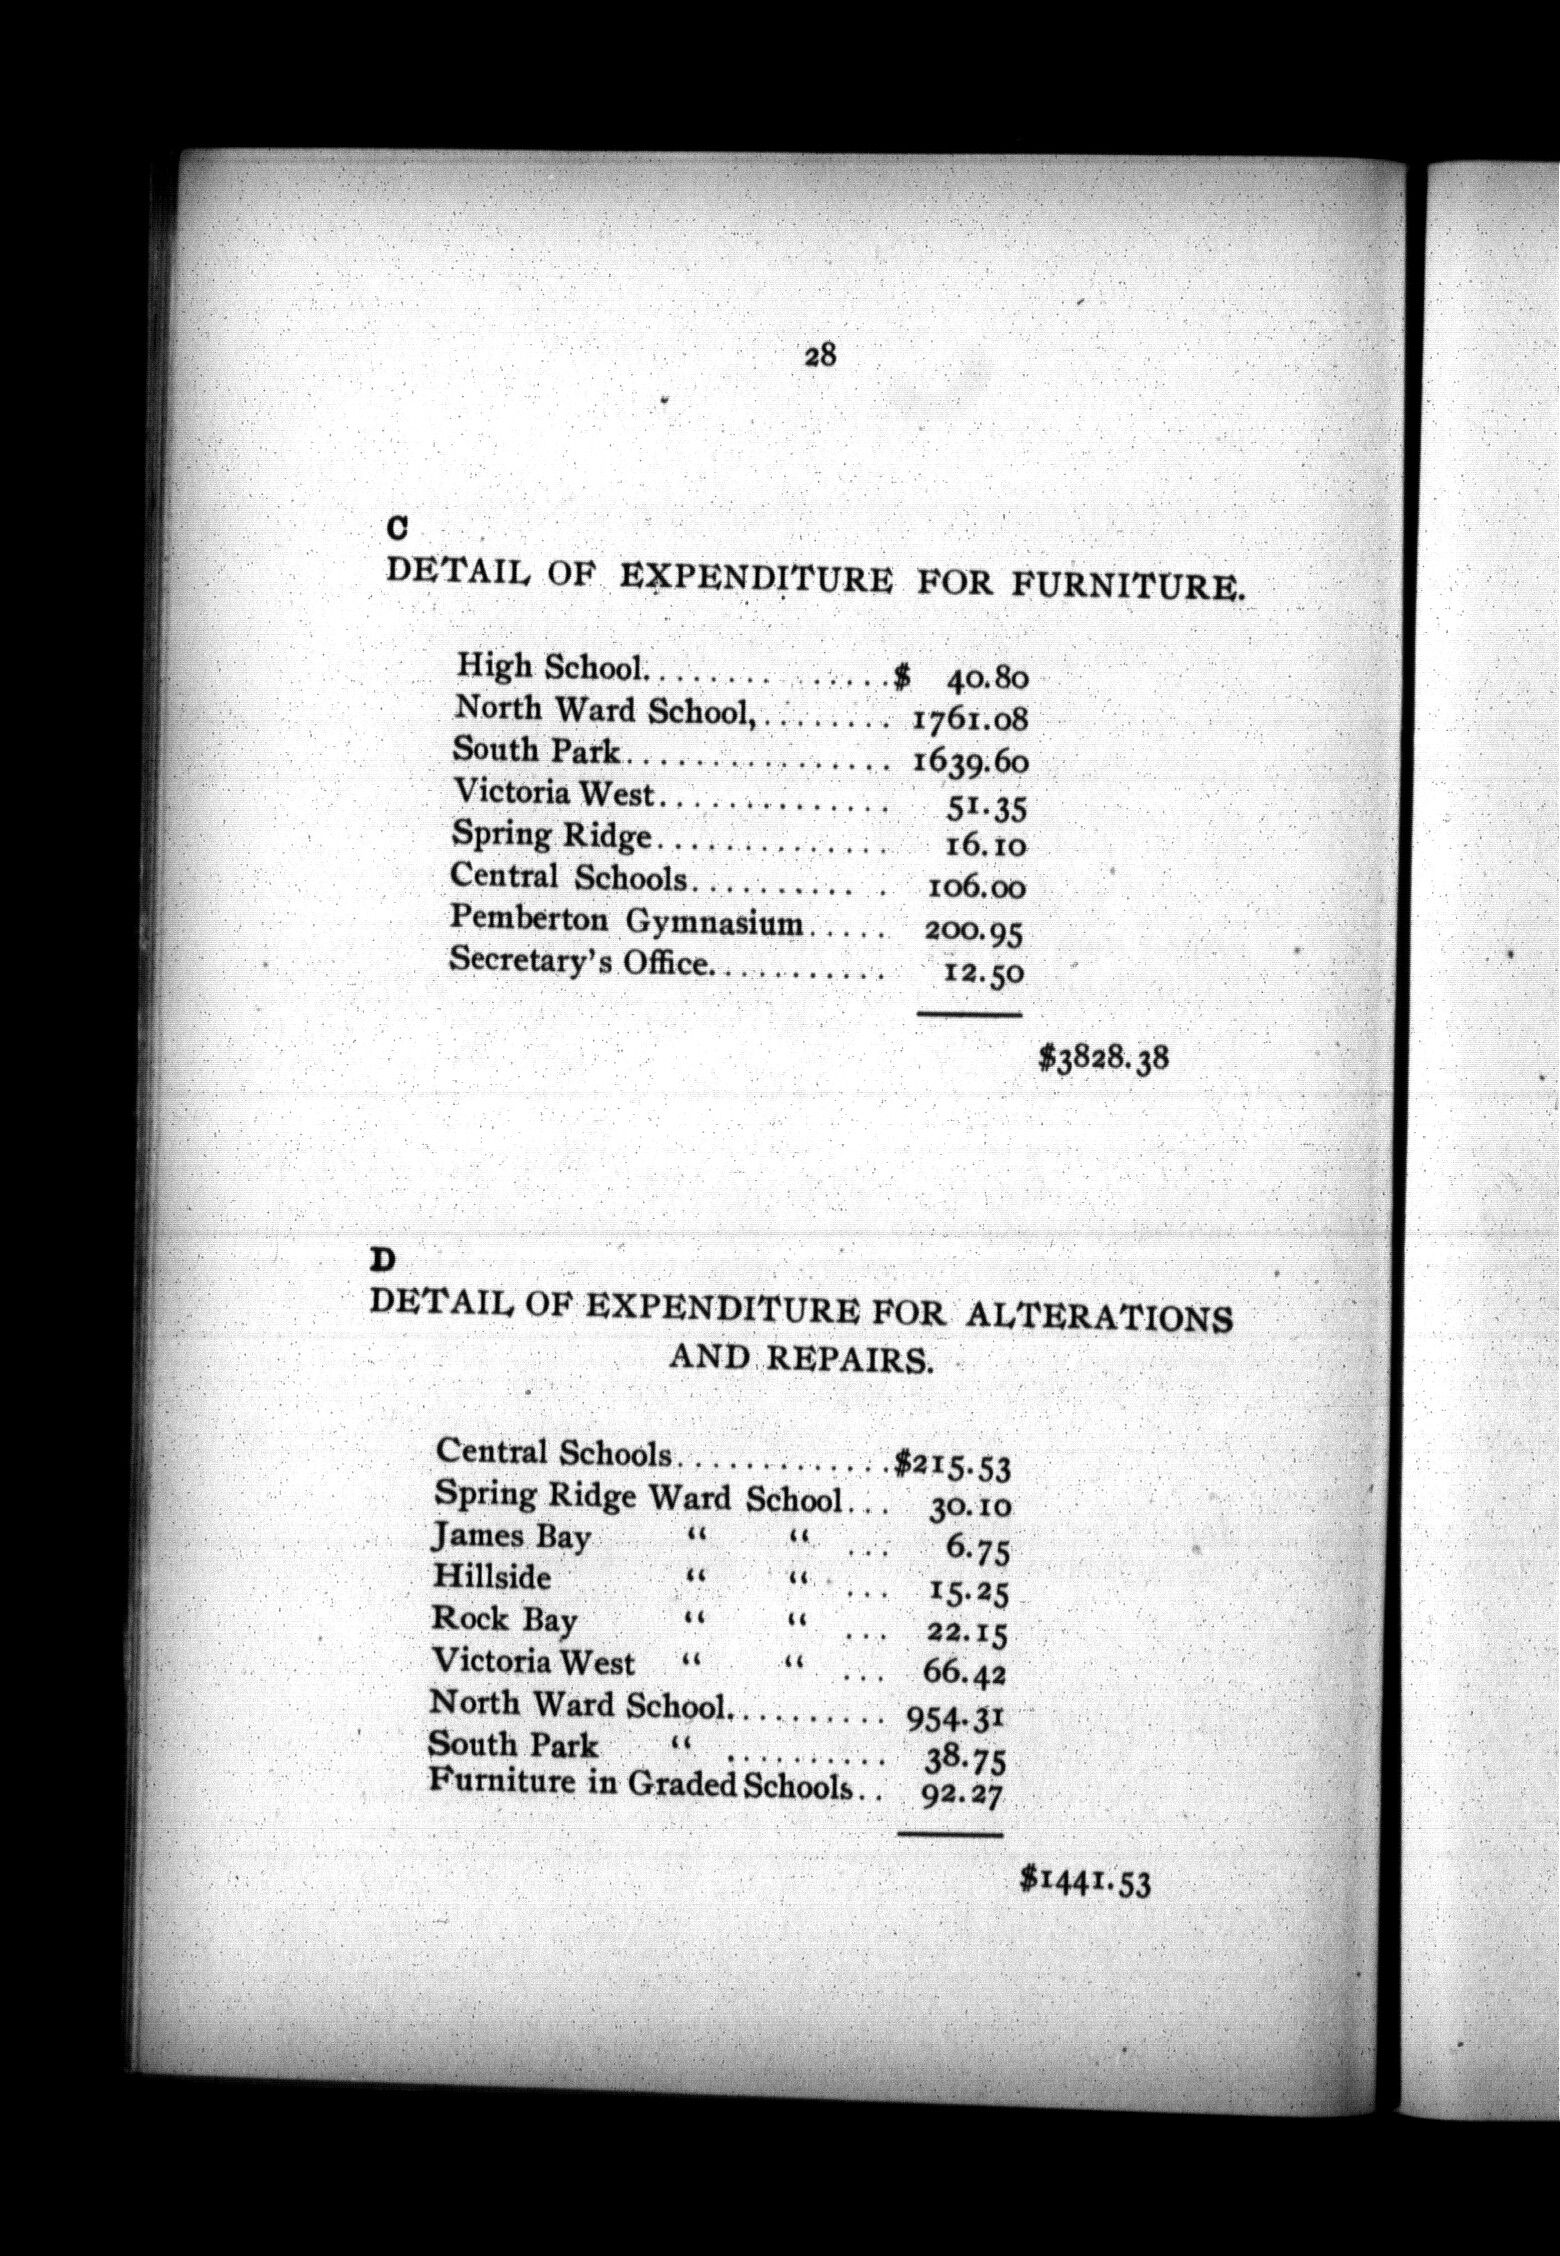 28
C
DETAIL OF EXPENDITURE FOR FURNITURE.
High School. . . . . . . . . . . . . . $ 40.80
North Ward School, . . . . . . . . 1761.08
South Park . . . . . . . . . . . . . . . . 1639.60
Victoria West . . . . . . . . . . . . . . 51.35
Spring Ridge . . . . . . . . . . . . . . 16.10
Central Schools . . . . . . . . . . . 106.00
Pemberton Gymnasium . . . . . 200.95
Secretary's Office. . . . . . . . . . . 12.50
$3828.38
D
DETAIL OF EXPENDITURE FOR ALTERATIONS
AND REPAIRS.
Central Schools . . . . . . . . . . . . . $215.53
Spring Ridge Ward School . . . 30.10
James Bay “ “ . . . 6.75
Hillside “ “ . . . 15.25
Rock Bay “ “ . . . 22.15
Victoria West “ “ . . . 66.42
North Ward School. . . . . . . . . . 954.31
South Park “ . . . . . . . . . . 38.75
Furniture in Graded Schools . . 92.27
$1441.53